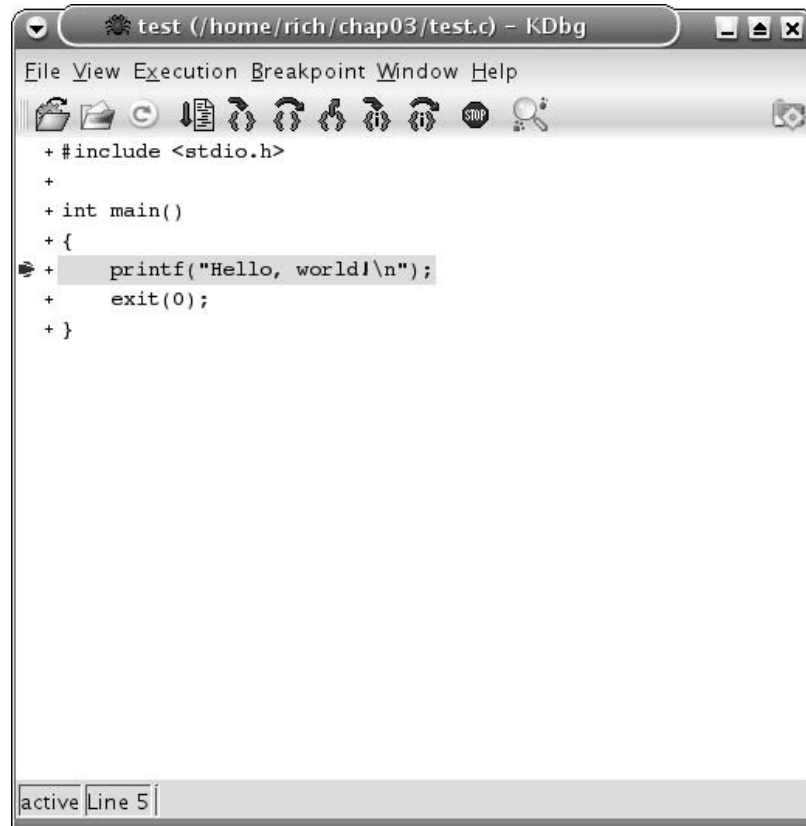 test (/home/rich/chap03/test.c) – KDbg
File View Execution Breakpoint Window Help
STOP
+ #include <stdio.h>
+
+ int main()
+ {
+ printf("Hello, world!\n");
+ exit(0);
+ }
active Line 5